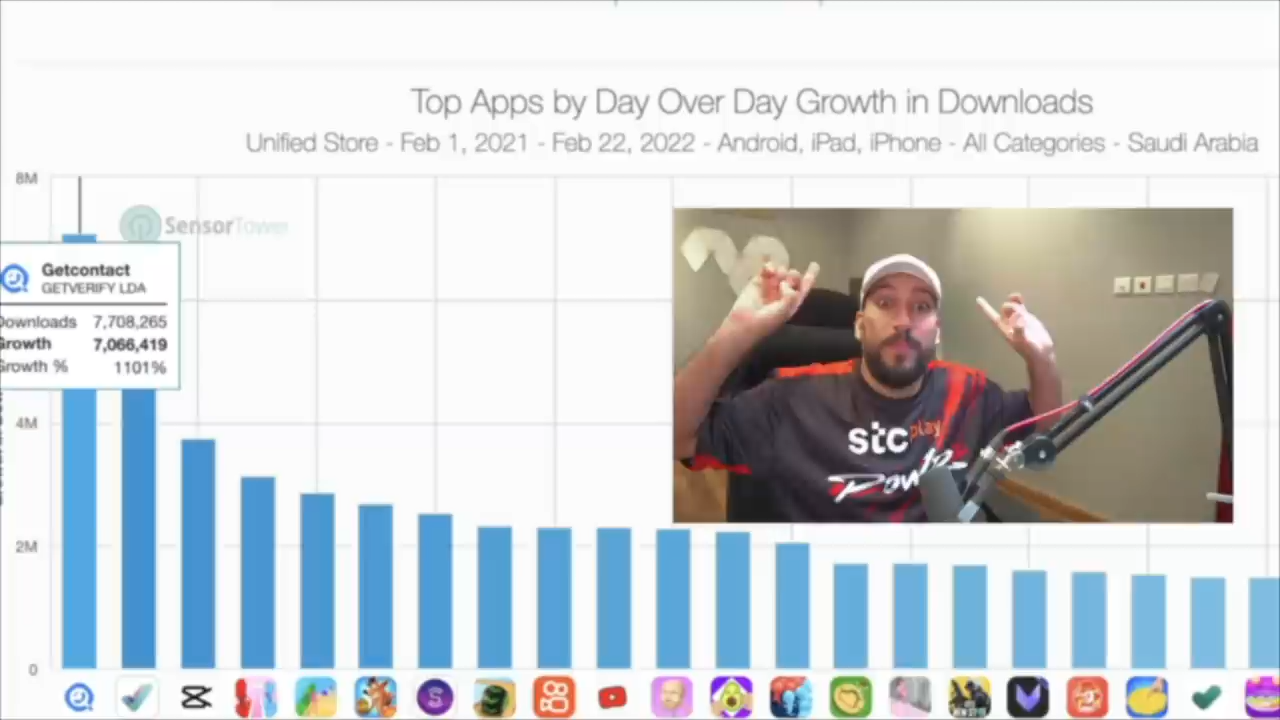 Top Apps by Day Over Day Growth in Downloads
Unified Store - Feb 1, 2021 - Feb 22, 2022 - Android, iPad, iPhone - All Categories - Saudi Arabia
8M
SensorTower
Getcontact
GETVERIFY LDA
Downloads 7,708,265
Growth 7,066,419
Growth % 1101%
4M
stc play
2M
0
S